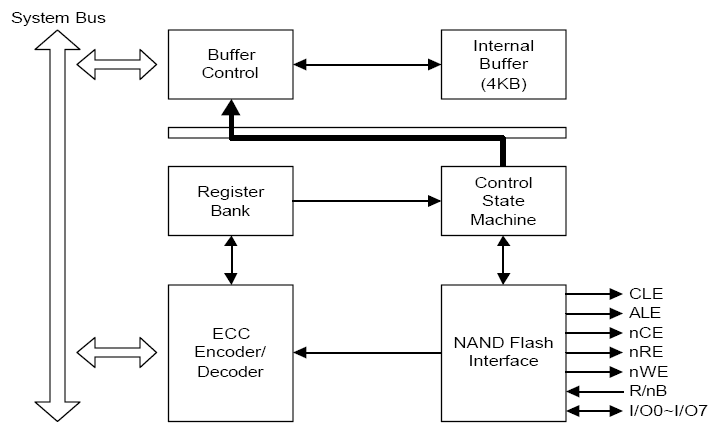 System Bus
Buffer
Control
Internal
Buffer
(4KB)
Register
Bank
Control
State
Machine
ECC
Encoder/
Decoder
NAND Flash
Interface
CLE
ALE
nCE
nRE
nWE
R/nB
I/O0~I/O7